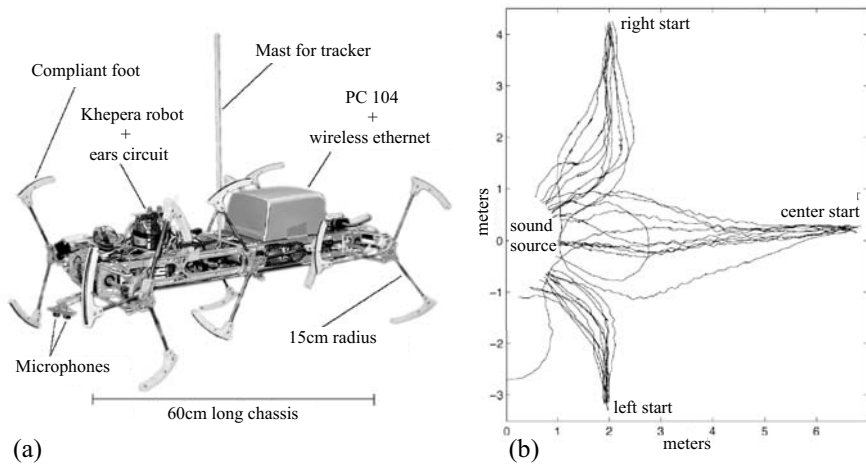 Compliant foot
Mast for tracker
Khepera robot
+
ears circuit
PC 104
+
wireless ethernet
Microphones
15cm radius
60cm long chassis
(a)
right start
center start
sound
source
left start
meters
4
3
2
1
0
−1
−2
−3
0
1
2
3
4
5
6
meters
(b)